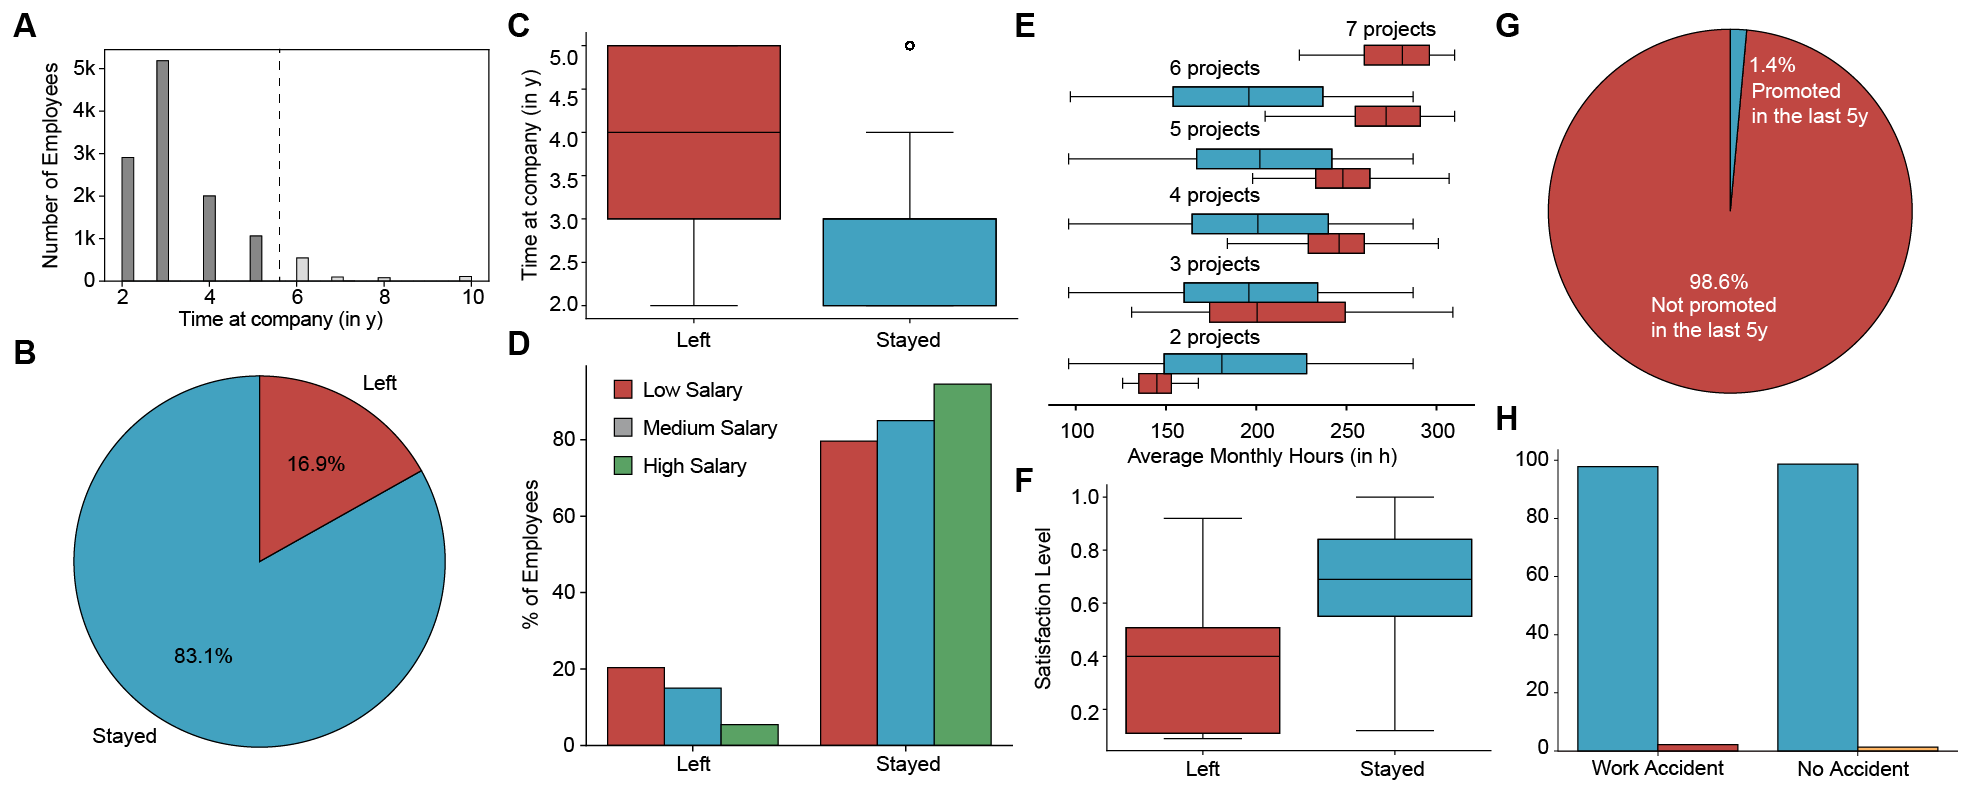 A
Number of Employees
5k
4k
3k
2k
1k
0
2
4
6
8
10
Time at company (in y)
B
Left
16.9%
83.1%
Stayed
C
Time at company (in y)
5.0
4.5
4.0
3.5
3.0
2.5
2.0
Left
Stayed
D
Low Salary
Medium Salary
High Salary
% of Employees
80
60
40
20
0
Left
Stayed
E
7 projects
6 projects
5 projects
4 projects
3 projects
2 projects
100
150
200
250
300
Average Monthly Hours (in h)
F
Satisfaction Level
1.0
0.8
0.6
0.4
0.2
Left
Stayed
G
1.4%
Promoted
in the last 5y
98.6%
Not promoted
in the last 5y
H
100
80
60
40
20
0
Work Accident
No Accident